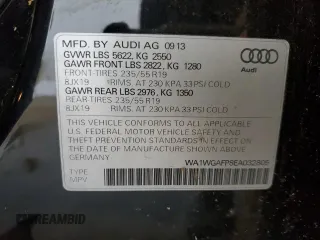 MFD. BY AUDI AG 09 13
GVWR LBS 5622, KG 2550
GAWR FRONT LBS 2822, KG 1280
FRONT TIRES 235/55 R19
8JX19 RIMS. AT 230 KPA 33 PSI COLD
GAWR REAR LBS 2976, KG 1350
REAR TIRES 235/55 R19
8JX19 RIMS. AT 230 KPA 33 PSI COLD
Audi
THIS VEHICLE CONFORMS TO ALL APPLICABLE
U.S. FEDERAL MOTOR VEHICLE SAFETY, BUMPER
AND THEFT PREVENTION STANDARDS IN EFFECT
ON THE DATE OF MANUFACTURE SHOWN ABOVE
GERMANY
TYPE:
MPV
STAT.BID